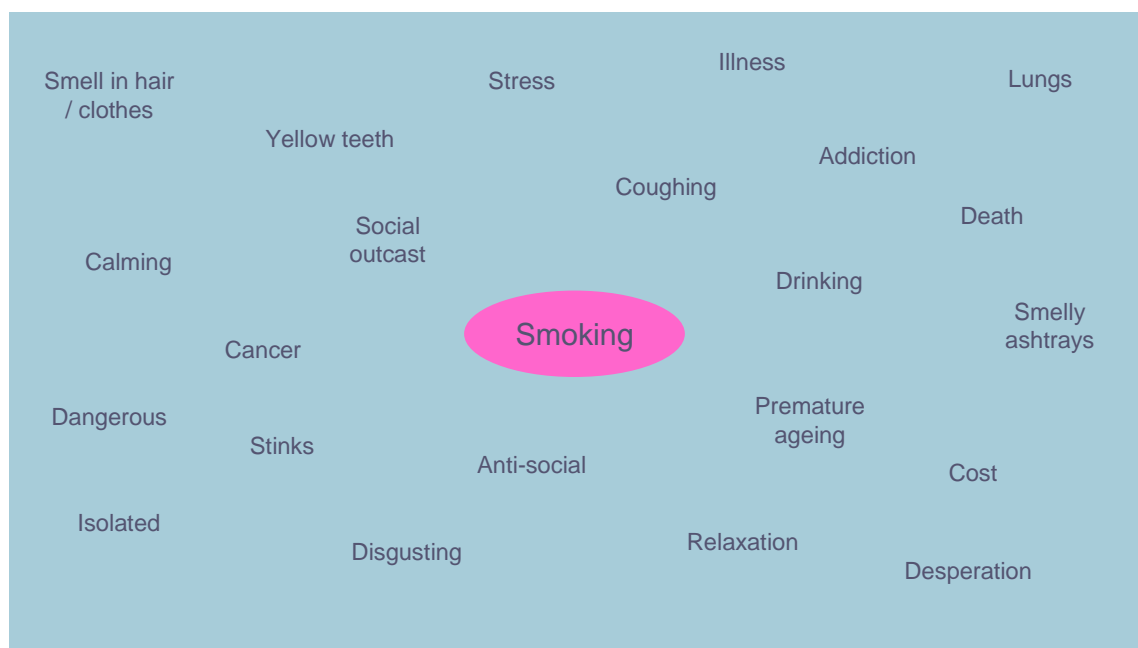 Illness
Smell in hair
/ clothes
Stress
Lungs
Yellow teeth
Addiction
Coughing
Death
Social
outcast
Calming
Drinking
Smelly
ashtrays
Smoking
Cancer
Premature
ageing
Dangerous
Stinks
Anti-social
Cost
Isolated
Disgusting
Relaxation
Desperation